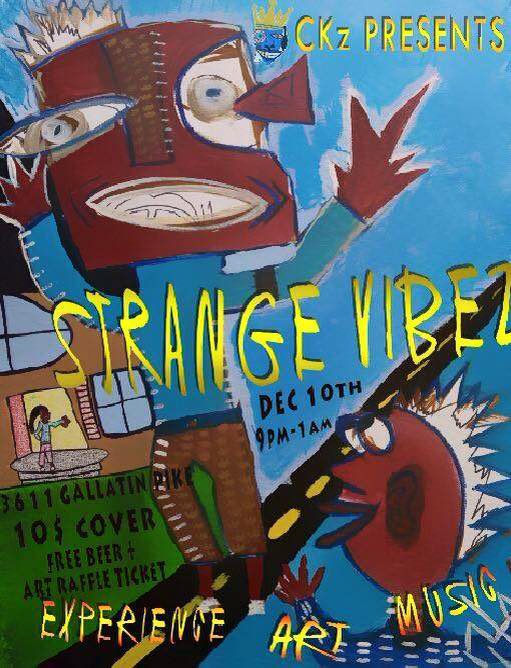 CKz PRESENTS
STRANGE VIBEZ
DEC 10TH
9PM-1AM
3611 GALLATIN PIKE
10$ COVER
FREE BEER +
ART RAFFLE TICKET
EXPERIENCE ART MUSIC